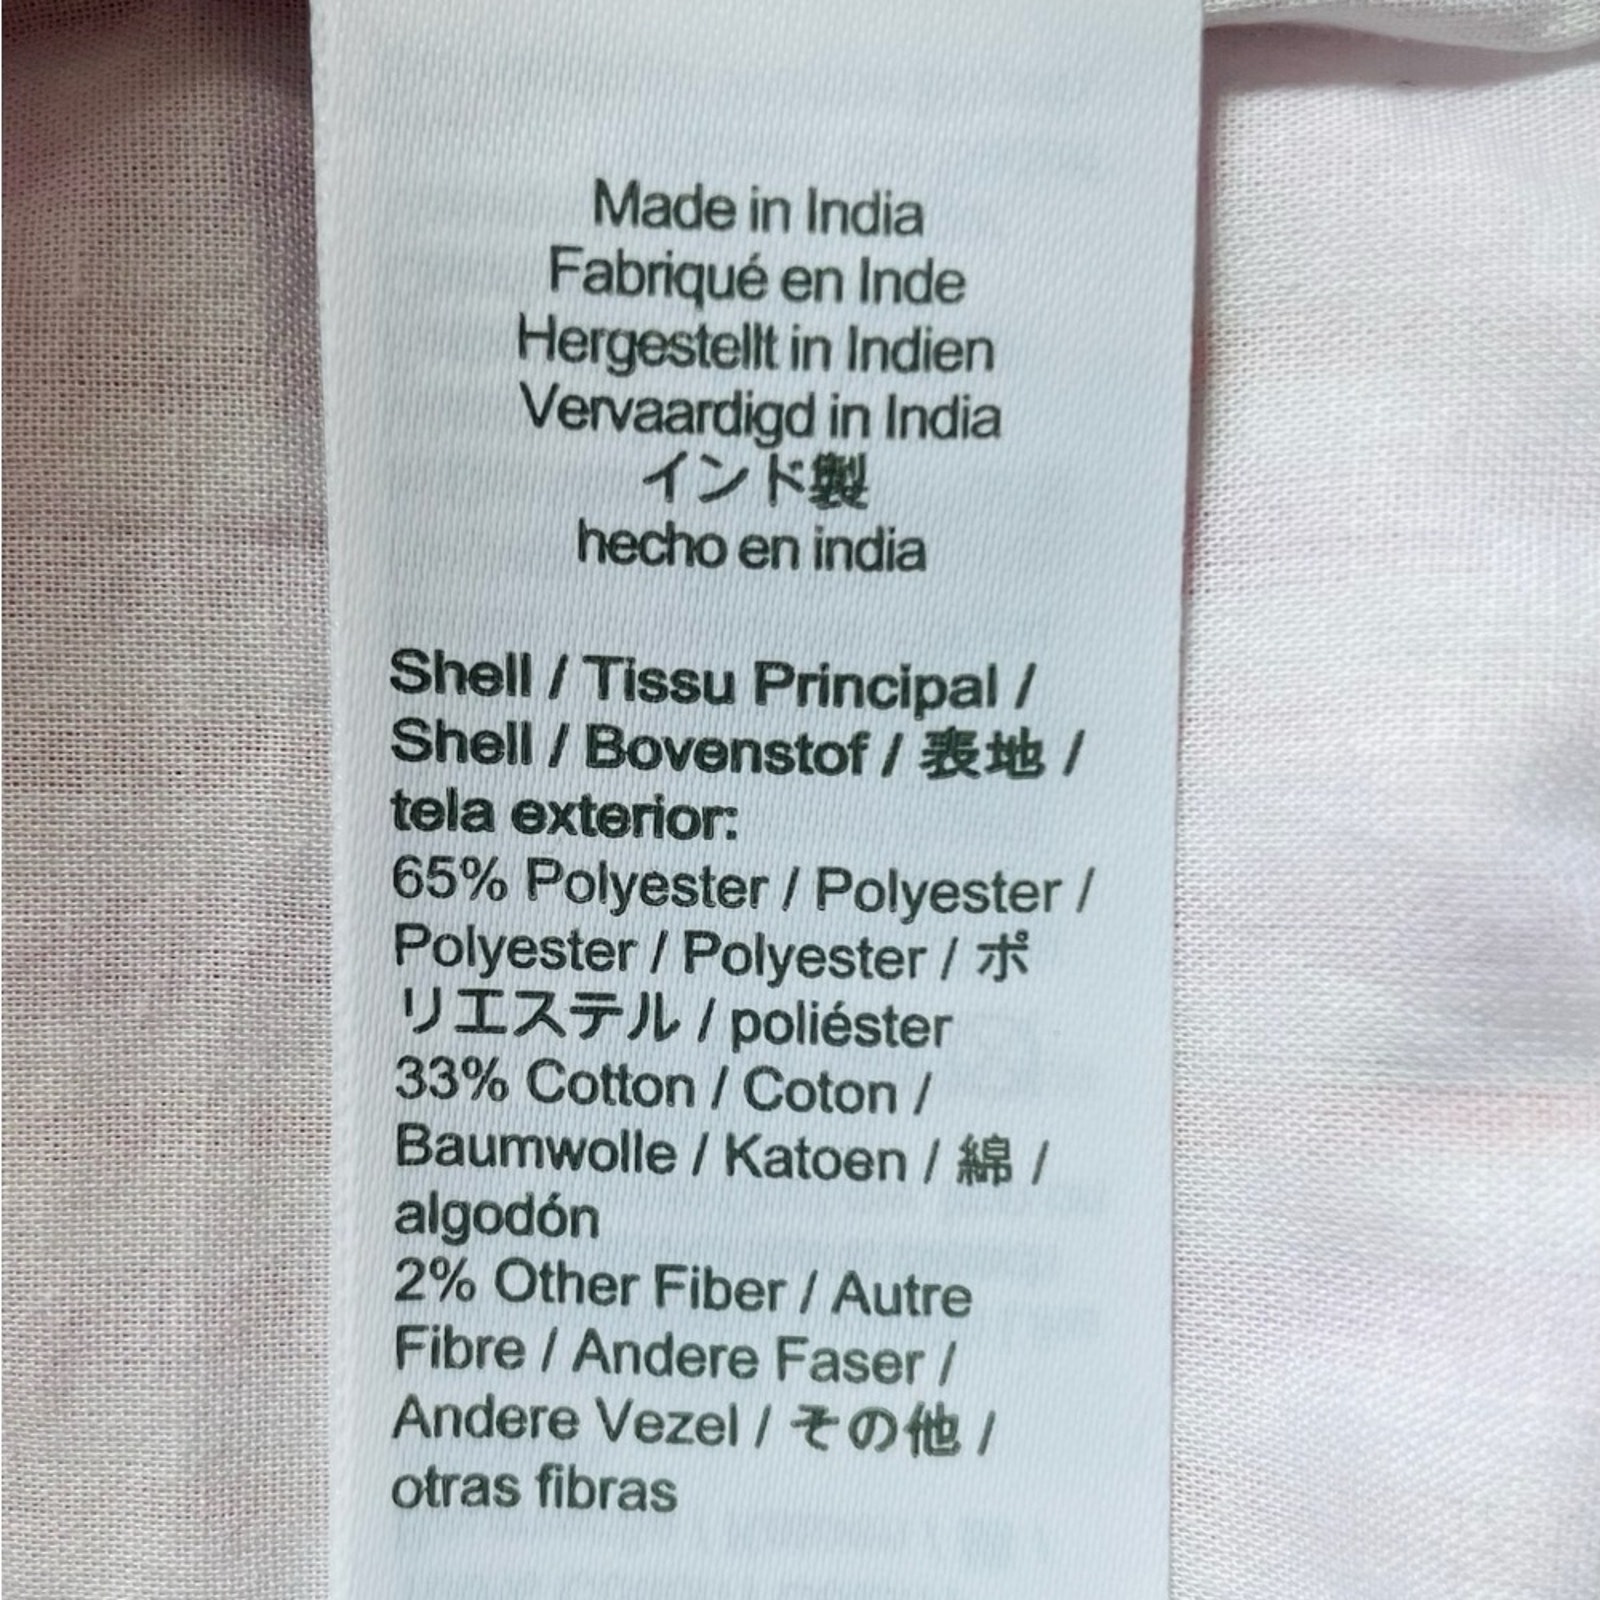 Made in India
Fabriqué en Inde
Hergestellt in Indien
Vervaardigd in India
インド製
hecho en india
Shell / Tissu Principal /
Shell / Bovenstof / 表地 /
tela exterior:
65% Polyester / Polyester /
Polyester / Polyester / ポ
リエステル / poliéster
33% Cotton / Coton /
Baumwolle / Katoen / 綿 /
algodón
2% Other Fiber / Autre
Fibre / Andere Faser /
Andere Vezel / その他 /
otras fibras